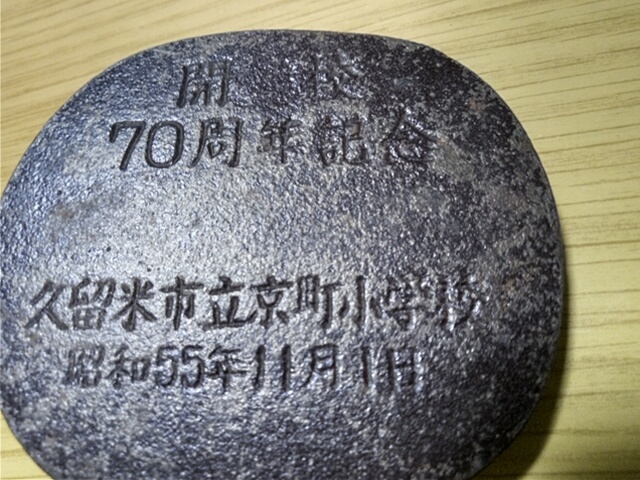 開 校
70周年記念
久留米市立京町小学校
昭和55年11月1日